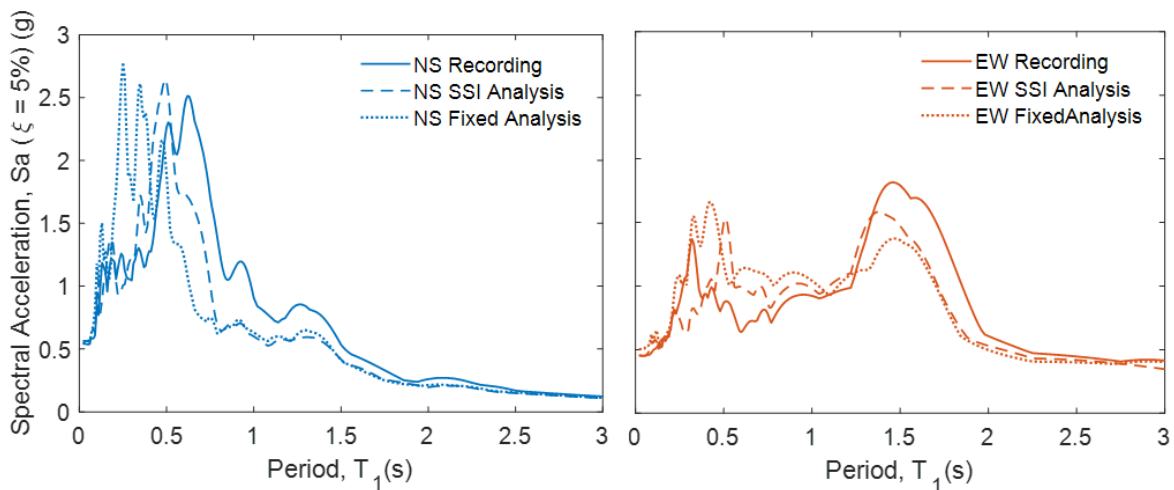 Spectral Acceleration, Sa ( ξ = 5%) (g)
3
2.5
2
1.5
1
0.5
0
NS Recording
NS SSI Analysis
NS Fixed Analysis
0 0.5 1 1.5 2 2.5 3
Period, T₁(s)
EW Recording
EW SSI Analysis
EW FixedAnalysis
0 0.5 1 1.5 2 2.5 3
Period, T₁(s)